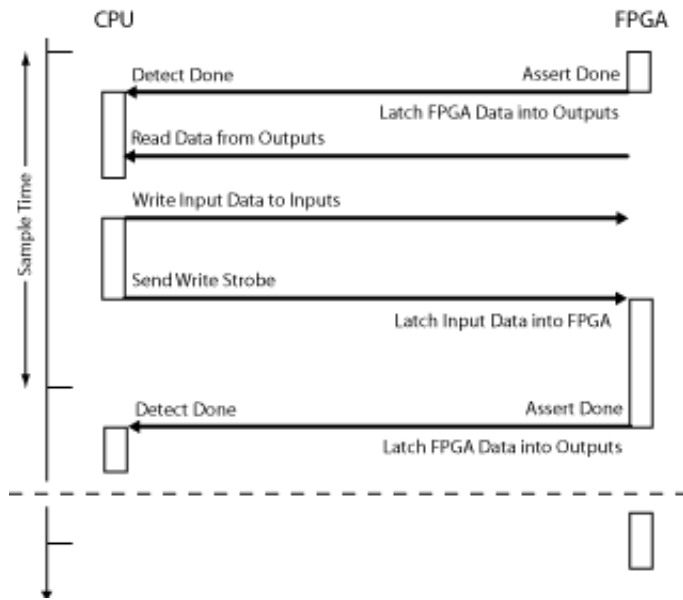 CPU
FPGA
Detect Done
Assert Done
Latch FPGA Data into Outputs
Read Data from Outputs
Write Input Data to Inputs
Sample Time
Send Write Strobe
Latch Input Data into FPGA
Detect Done
Assert Done
Latch FPGA Data into Outputs